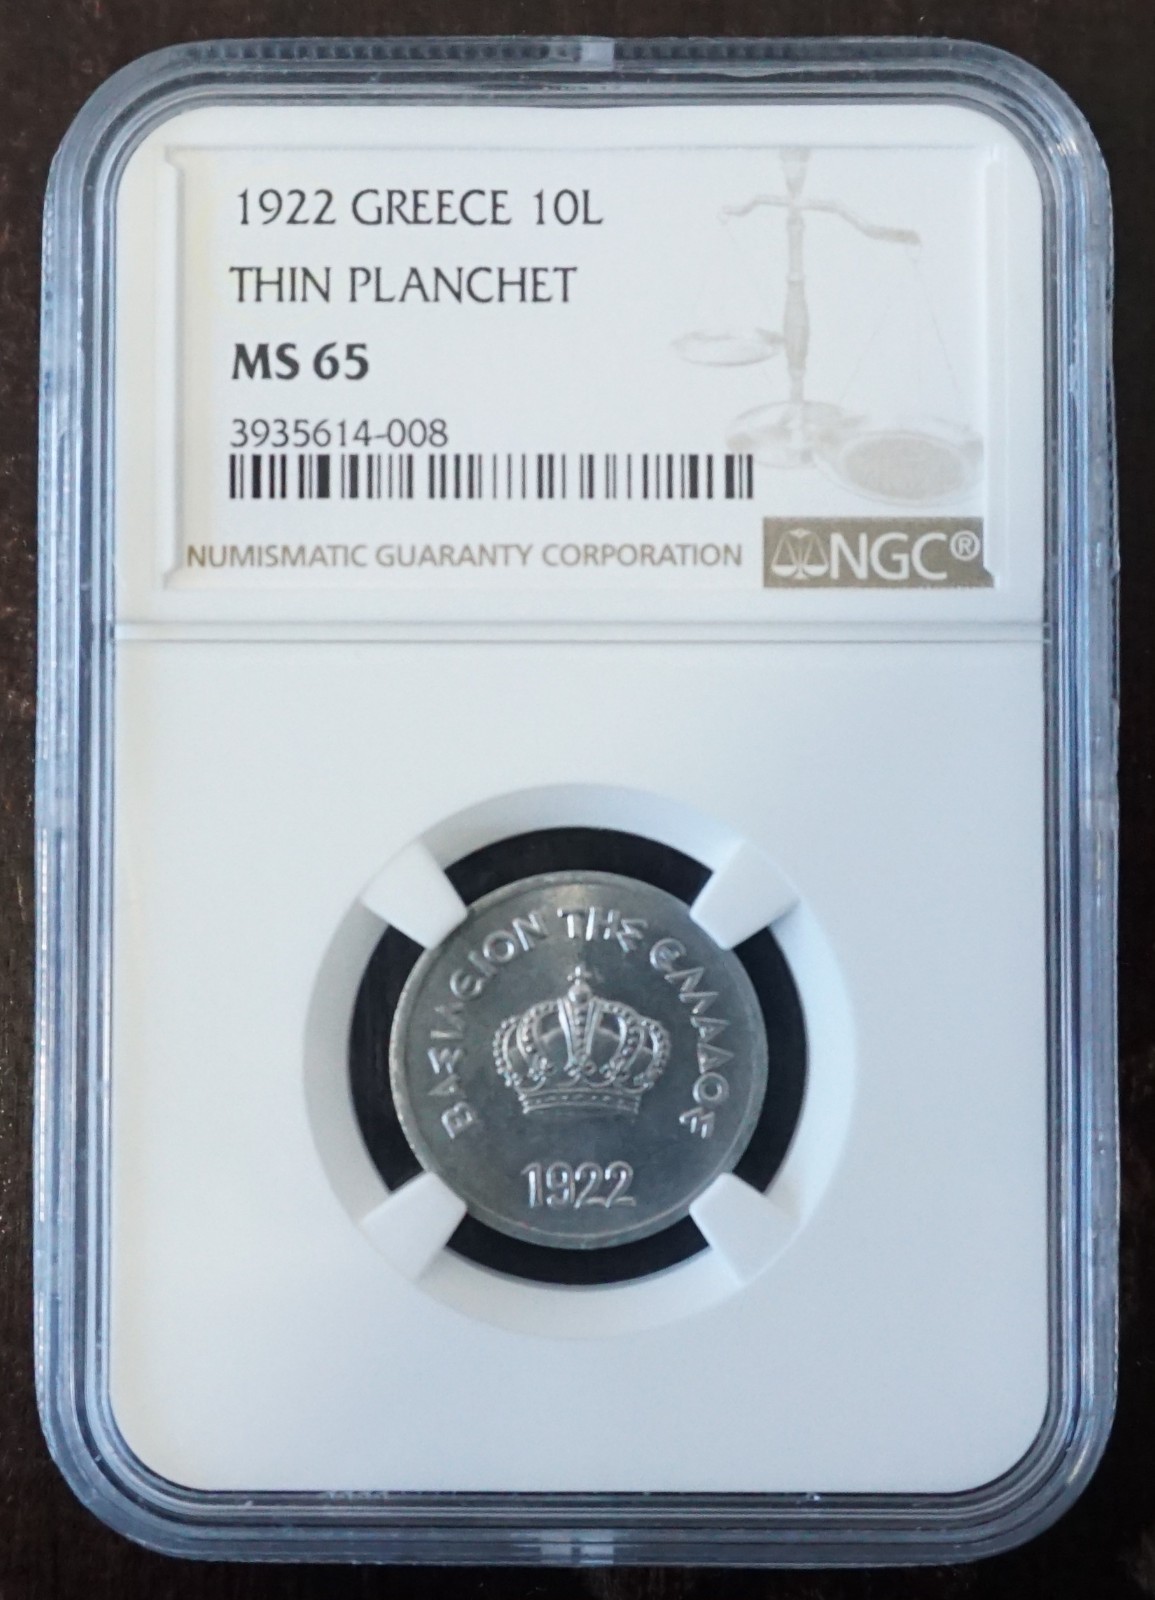 1922 GREECE 10L
THIN PLANCHET
MS 65
3935614-008
NUMISMATIC GUARANTY CORPORATION
NGC®
ΒΑΣΙΛΕΙΟΝ ΤΗΣ ΕΛΛΑΔΟΣ
1922